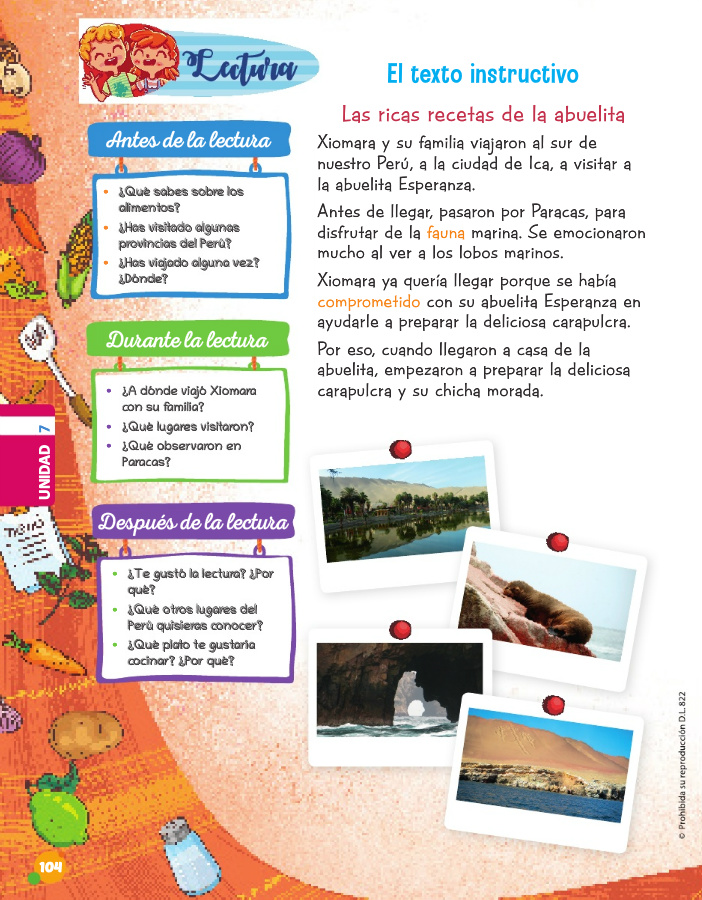 Lectura
El texto instructivo
Las ricas recetas de la abuelita
Xiomara y su familia viajaron al sur de
nuestro Perú, a la ciudad de Ica, a visitar a
la abuelita Esperanza.
Antes de llegar, pasaron por Paracas, para
disfrutar de la fauna marina. Se emocionaron
mucho al ver a los lobos marinos.
Xiomara ya quería llegar porque se había
comprometido con su abuelita Esperanza en
ayudarle a preparar la deliciosa carapulcra.
Por eso, cuando llegaron a casa de la
abuelita, empezaron a preparar la deliciosa
carapulcra y su chicha morada.
Antes de la lectura
• ¿Qué sabes sobre los
alimentos?
• ¿Has visitado algunas
provincias del Perú?
• ¿Has viajado alguna vez?
¿Dónde?
Durante la lectura
• ¿A dónde viajó Xiomara
con su familia?
• ¿Qué lugares visitaron?
• ¿Qué observaron en
Paracas?
Después de la lectura
• ¿Te gustó la lectura? ¿Por
qué?
• ¿Qué otros lugares del
Perú quisieras conocer?
• ¿Qué plato te gustaría
cocinar? ¿Por qué?
UNIDAD 7
MENÚ
104
© Prohibida su reproducción D.L. 822